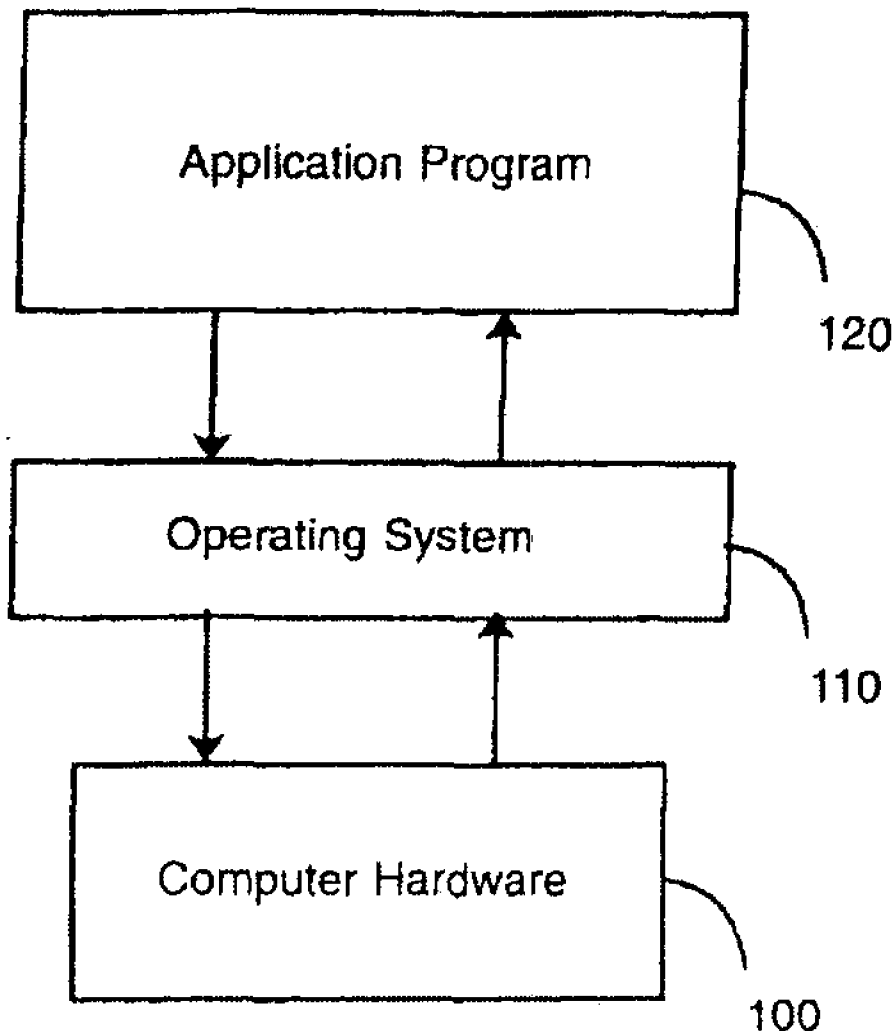 Application Program
120
Operating System
110
Computer Hardware
100